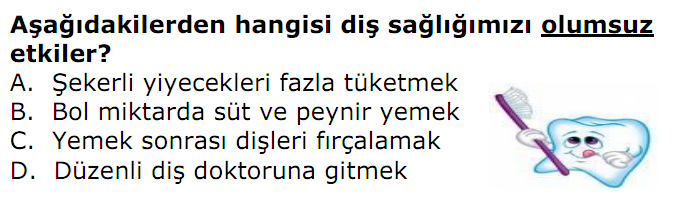 Aşağıdakilerden hangisi diş sağlığımızı olumsuz
etkiler?
A. Şekerli yiyecekleri fazla tüketmek
B. Bol miktarda süt ve peynir yemek
C. Yemek sonrası dişleri fırçalamak
D. Düzenli diş doktoruna gitmek